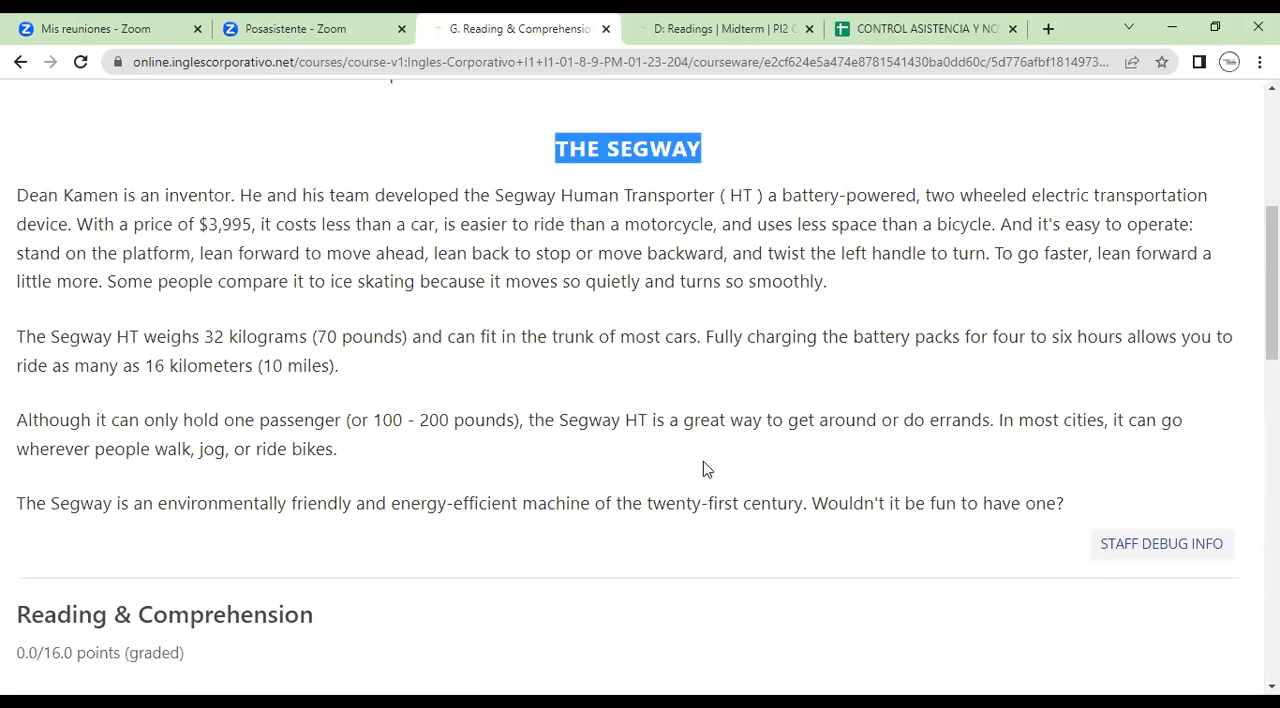 Mis reuniones - Zoom
Posasistente - Zoom
G. Reading & Comprehensio
D: Readings | Midterm | PI2 C
CONTROL ASISTENCIA Y NO
online.inglescorporativo.net/courses/course-v1:Ingles-Corporativo+I1+I1-01-8-9-PM-01-23-204/courseware/e2cf624e5a474e8781541430ba0dd60c/5d776afbf1814973...
THE SEGWAY
Dean Kamen is an inventor. He and his team developed the Segway Human Transporter ( HT ) a battery-powered, two wheeled electric transportation
device. With a price of $3,995, it costs less than a car, is easier to ride than a motorcycle, and uses less space than a bicycle. And it's easy to operate:
stand on the platform, lean forward to move ahead, lean back to stop or move backward, and twist the left handle to turn. To go faster, lean forward a
little more. Some people compare it to ice skating because it moves so quietly and turns so smoothly.
The Segway HT weighs 32 kilograms (70 pounds) and can fit in the trunk of most cars. Fully charging the battery packs for four to six hours allows you to
ride as many as 16 kilometers (10 miles).
Although it can only hold one passenger (or 100 - 200 pounds), the Segway HT is a great way to get around or do errands. In most cities, it can go
wherever people walk, jog, or ride bikes.
The Segway is an environmentally friendly and energy-efficient machine of the twenty-first century. Wouldn't it be fun to have one?
STAFF DEBUG INFO
Reading & Comprehension
0.0/16.0 points (graded)